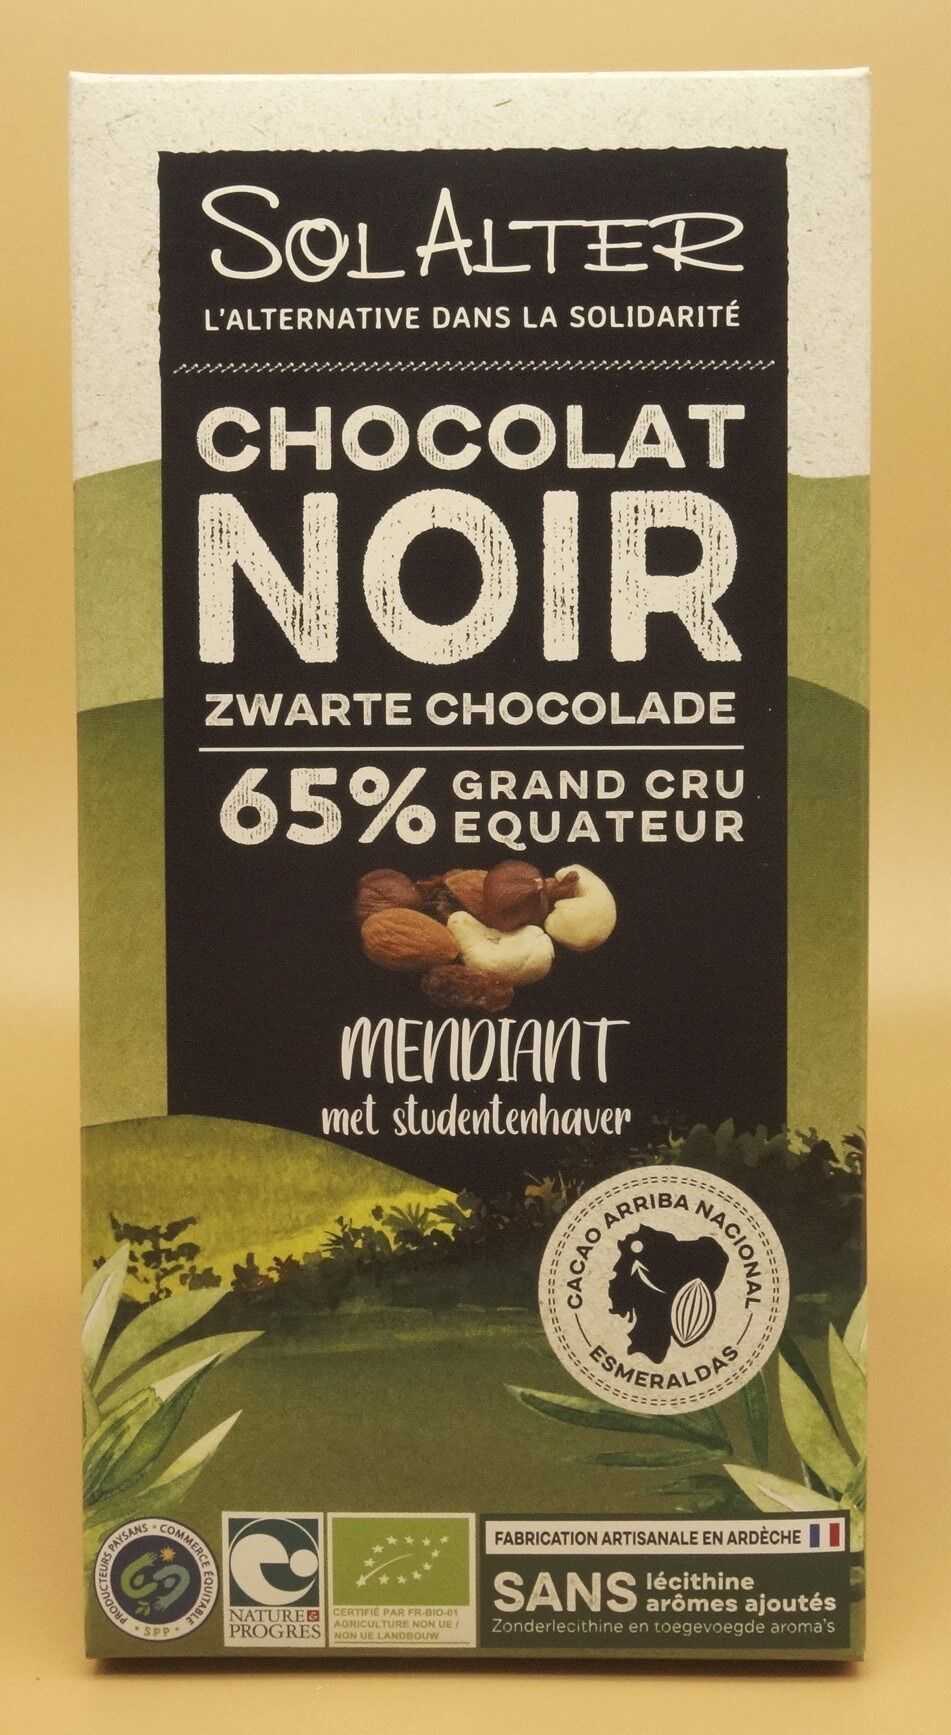 SOLALTER
L'ALTERNATIVE DANS LA SOLIDARITÉ
CHOCOLAT
NOIR
ZWARTE CHOCOLADE
65% GRAND CRU
EQUATEUR
MENDIANT
met studentenhaver
CACAO ARRIBA NACIONAL
ESMERALDAS
PRODUCTEURS PAYSANS • COMMERCE ÉQUITABLE
• SPP •
NATURE &
PROGRES
CERTIFIÉ PAR FR-BIO-01
AGRICULTURE NON UE /
NON UE LANDBOUW
FABRICATION ARTISANALE EN ARDÈCHE
SANS lécithine
arômes ajoutés
Zonderlecithine en toegevoegde aroma's